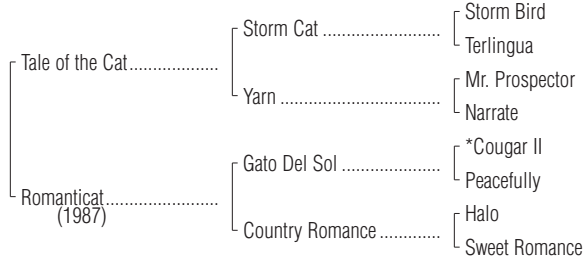 Storm Bird
Storm Cat ........................
Terlingua
Tale of the Cat..................
Mr. Prospector
Yarn .................................
Narrate
*Cougar II
Gato Del Sol ....................
Peacefully
Romanticat.......................
(1987)
Halo
Country Romance.............
Sweet Romance